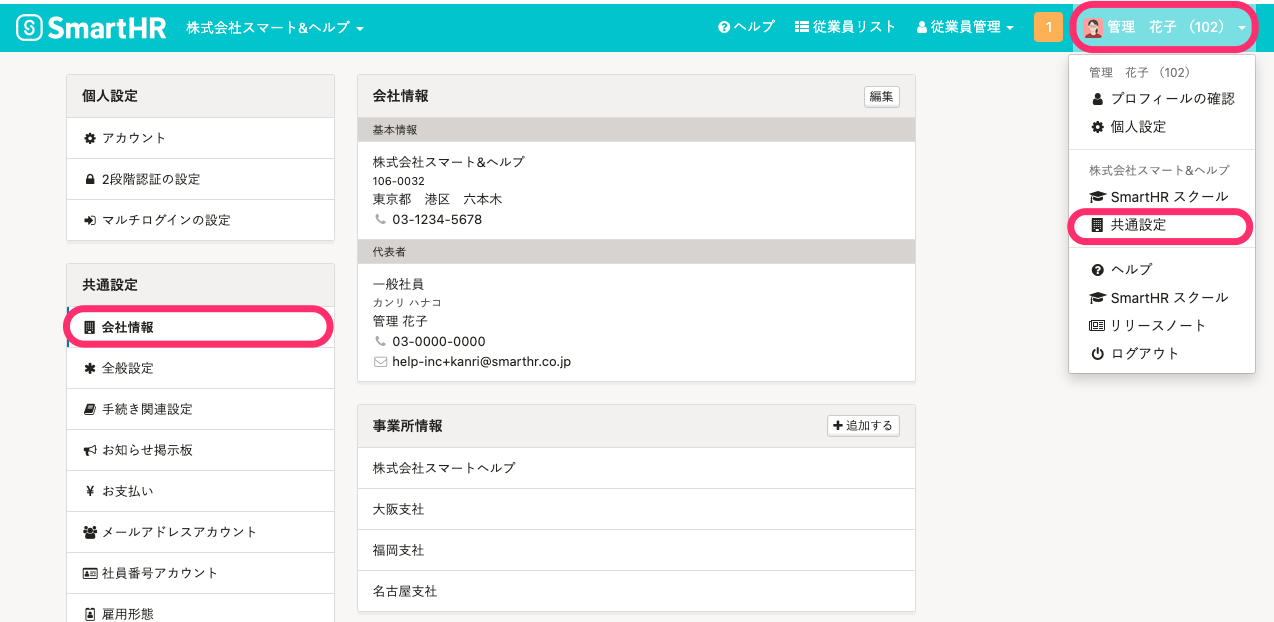 SmartHR 株式会社スマート&ヘルプ ヘルプ 従業員リスト 従業員管理 1 管理 花子 (102)
個人設定
アカウント
2段階認証の設定
マルチログインの設定
共通設定
会社情報
全般設定
手続き関連設定
お知らせ掲示板
お支払い
メールアドレスアカウント
社員番号アカウント
雇用形態
会社情報 編集
基本情報
株式会社スマート&ヘルプ
106-0032
東京都 港区 六本木
03-1234-5678
代表者
一般社員
カンリ ハナコ
管理 花子
03-0000-0000
help-inc+kanri@smarthr.co.jp
事業所情報 追加する
株式会社スマートヘルプ
大阪支社
福岡支社
名古屋支社
管理 花子 (102)
プロフィールの確認
個人設定
株式会社スマート&ヘルプ
SmartHR スクール
共通設定
ヘルプ
SmartHR スクール
リリースノート
ログアウト